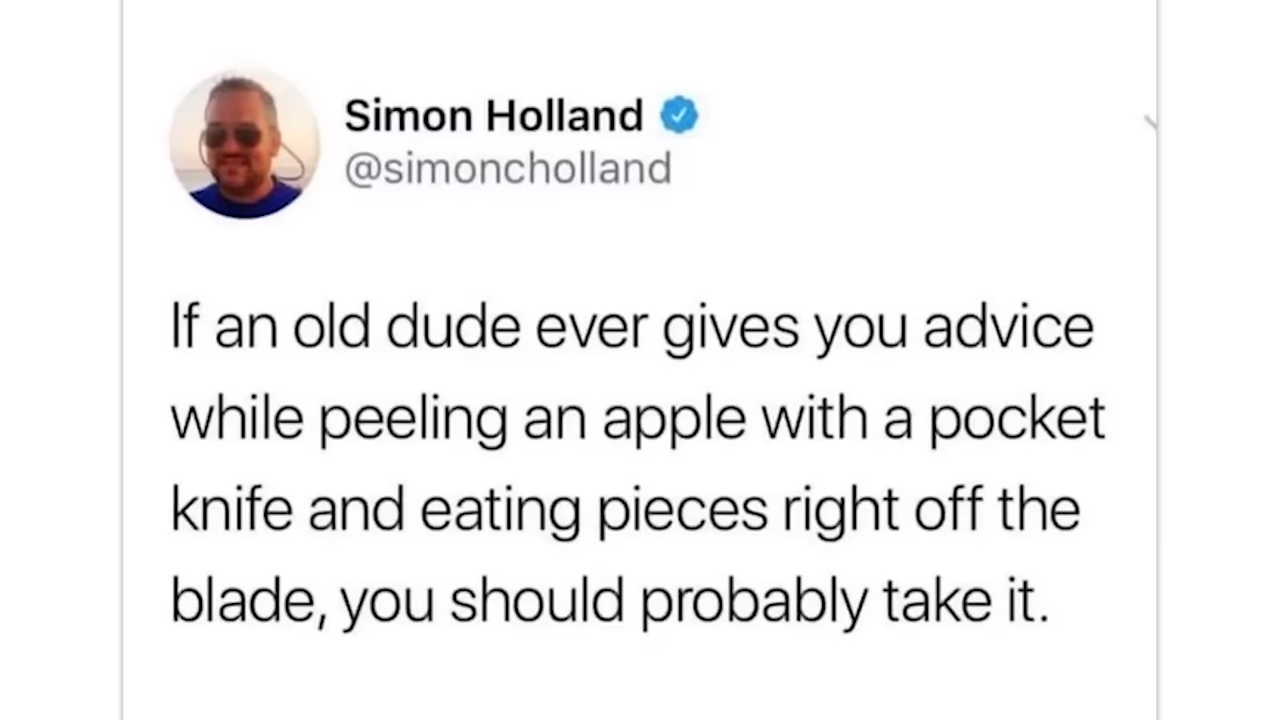 Simon Holland
@simoncholland
If an old dude ever gives you advice
while peeling an apple with a pocket
knife and eating pieces right off the
blade, you should probably take it.